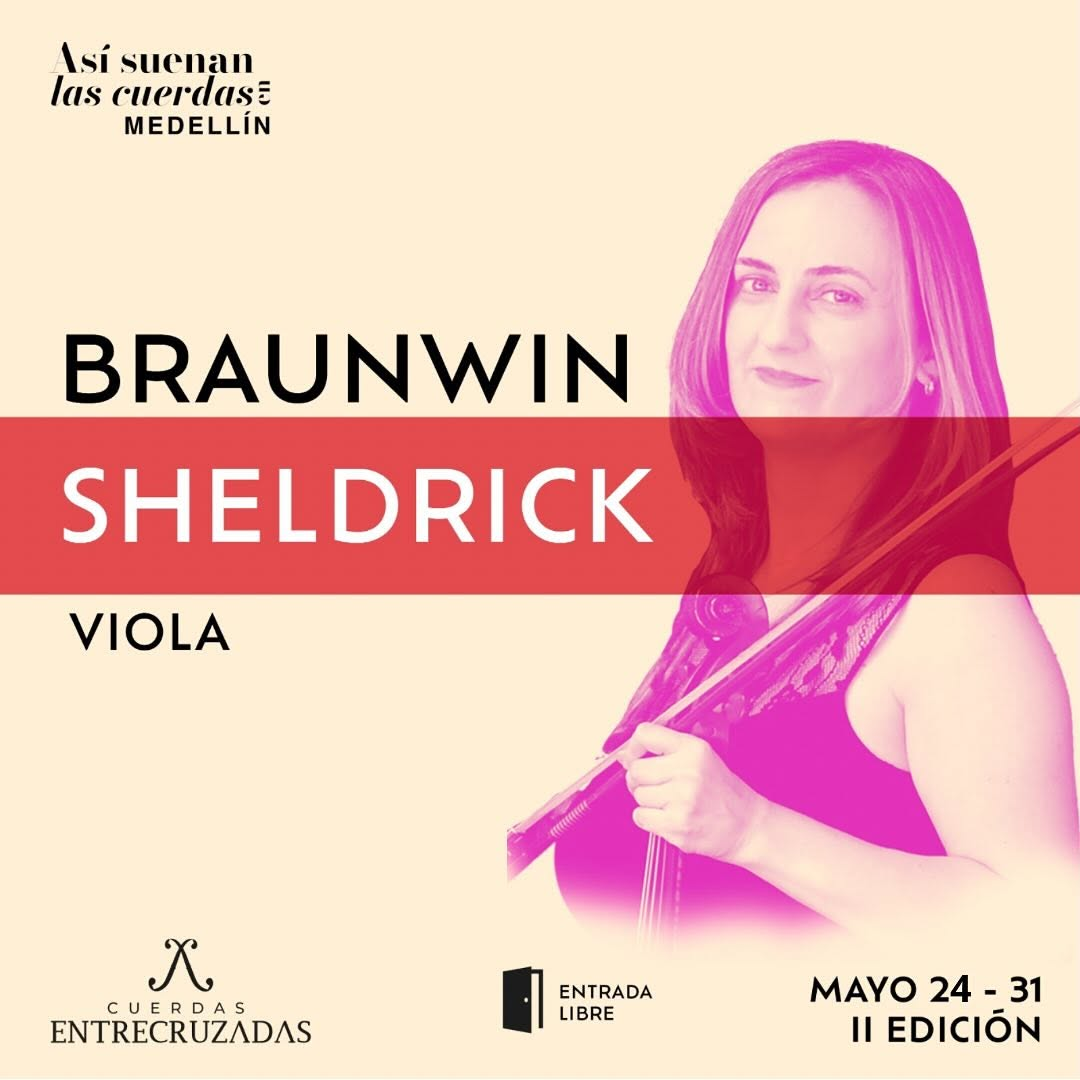 Así suenan
las cuerdas en
MEDELLÍN
BRAUNWIN
SHELDRICK
VIOLA
CUERDAS
ENTRECRUZADAS
ENTRADA
LIBRE
MAYO 24 - 31
II EDICIÓN